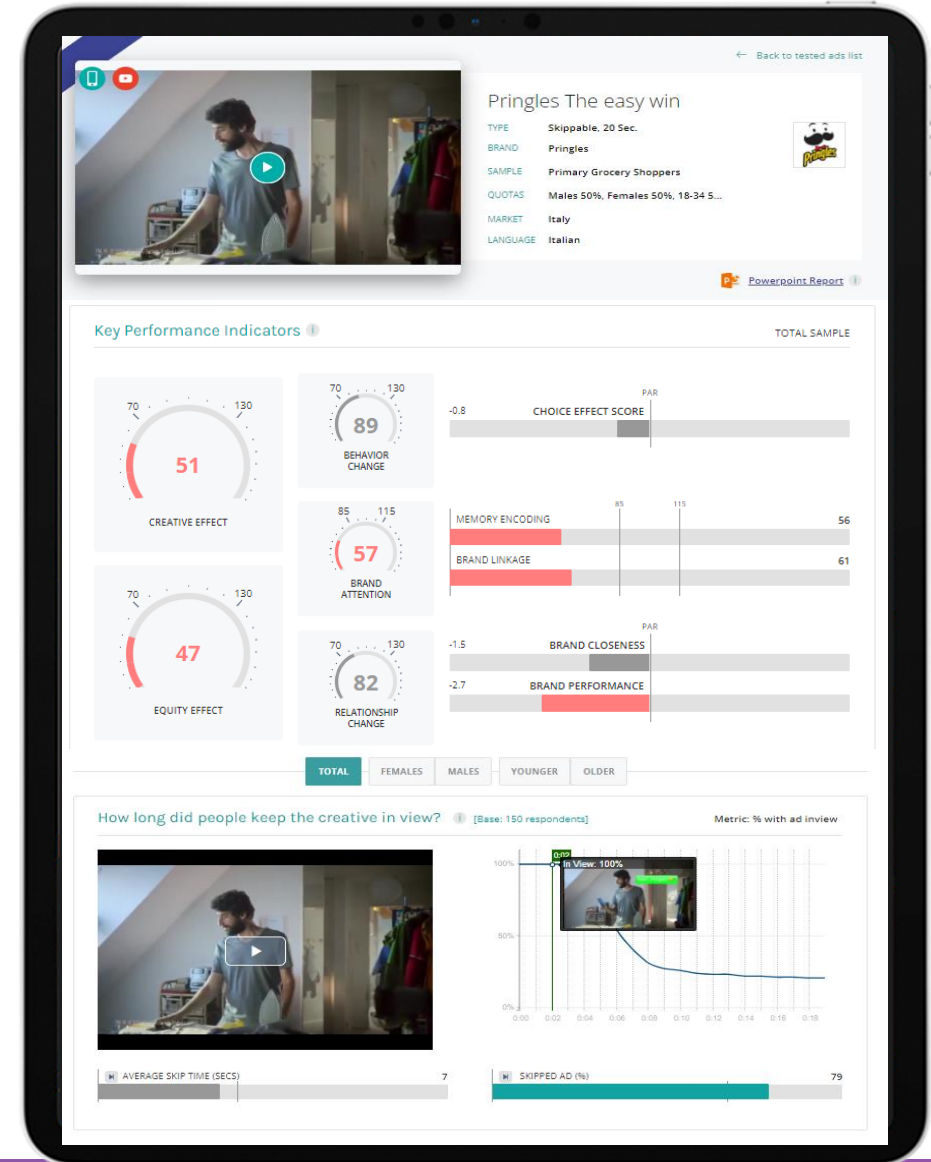 ← Back to tested ads list
Pringles The easy win
TYPE Skippable, 20 Sec.
BRAND Pringles
Pringles
SAMPLE Primary Grocery Shoppers
QUOTAS Males 50%, Females 50%, 18-34 5...
MARKET Italy
LANGUAGE Italian
Powerpoint Report i
Key Performance Indicators i
TOTAL SAMPLE
70 130
51
CREATIVE EFFECT
70 130
89
BEHAVIOR
CHANGE
PAR
-0.8 CHOICE EFFECT SCORE
85 115
57
BRAND
ATTENTION
85 115
MEMORY ENCODING 56
BRAND LINKAGE 61
70 130
47
EQUITY EFFECT
70 130
82
RELATIONSHIP
CHANGE
PAR
-1.5 BRAND CLOSENESS
-2.7 BRAND PERFORMANCE
TOTAL FEMALES MALES YOUNGER OLDER
How long did people keep the creative in view? i [Base: 150 respondents]
Metric: % with ad inview
0:02
In View: 100%
100%
50%
0%
0:00 0:02 0:04 0:06 0:08 0:10 0:12 0:14 0:16 0:18
AVERAGE SKIP TIME (SECS) 7
SKIPPED AD (%) 79